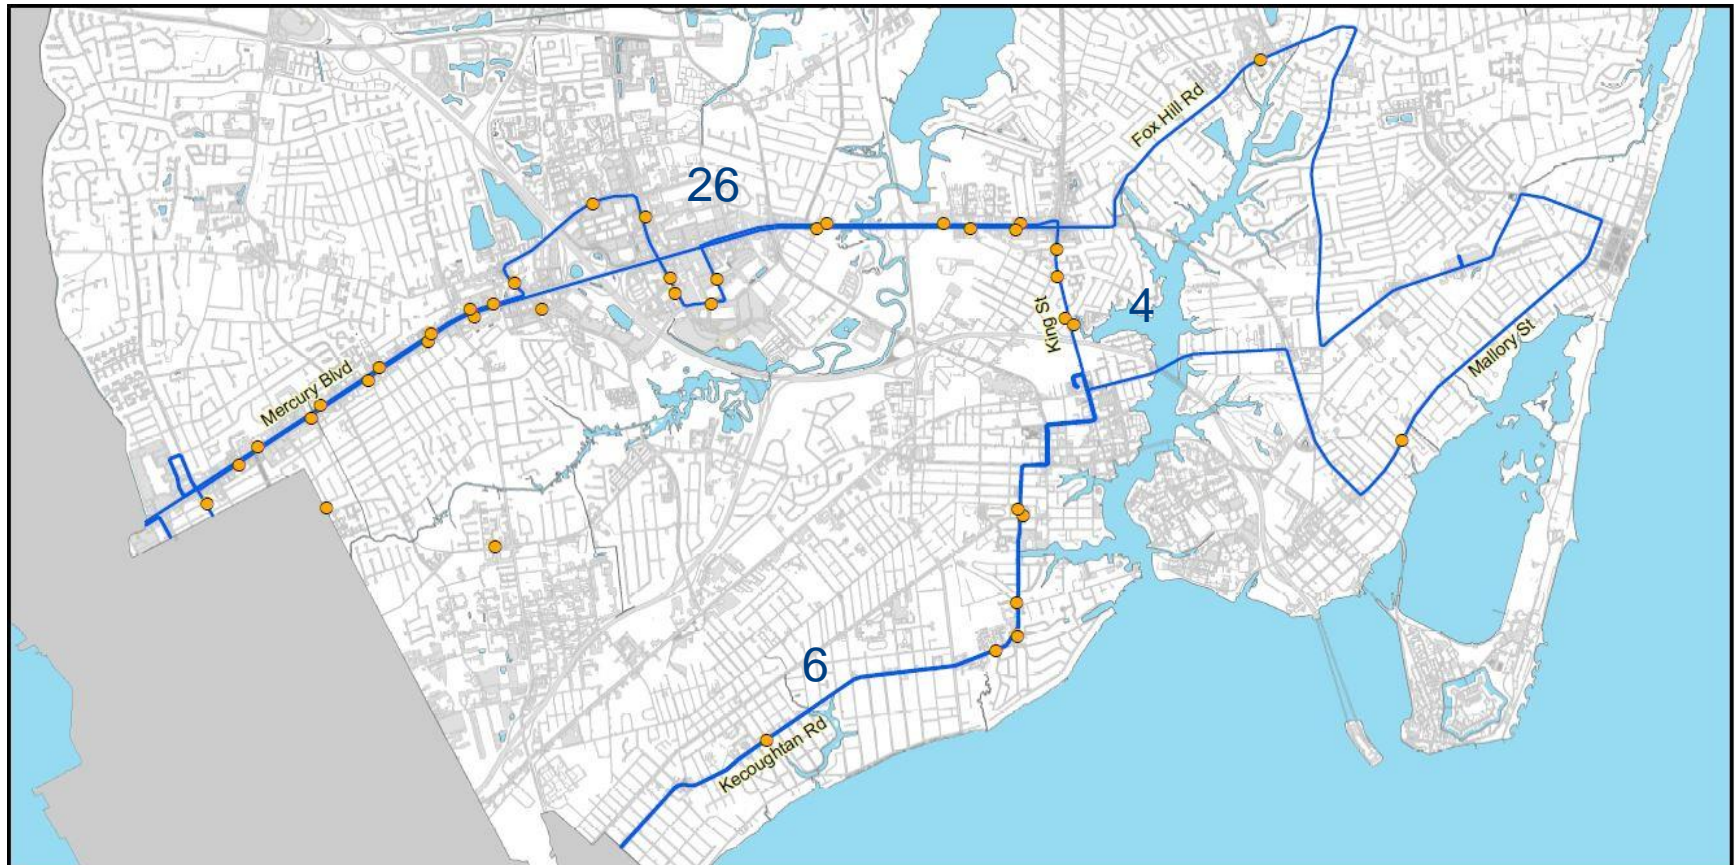 Fox Hill Rd
26
4
King St
Mallory St
Mercury Blvd
6
Kecoughtan Rd